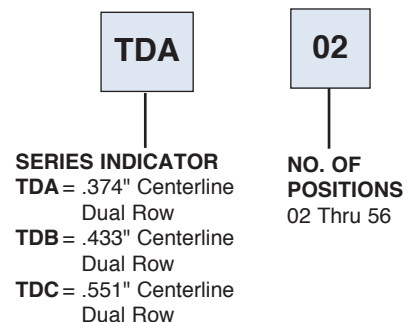 TDA
02
SERIES INDICATOR
TDA = .374" Centerline
Dual Row
TDB = .433" Centerline
Dual Row
TDC = .551" Centerline
Dual Row
NO. OF
POSITIONS
02 Thru 56